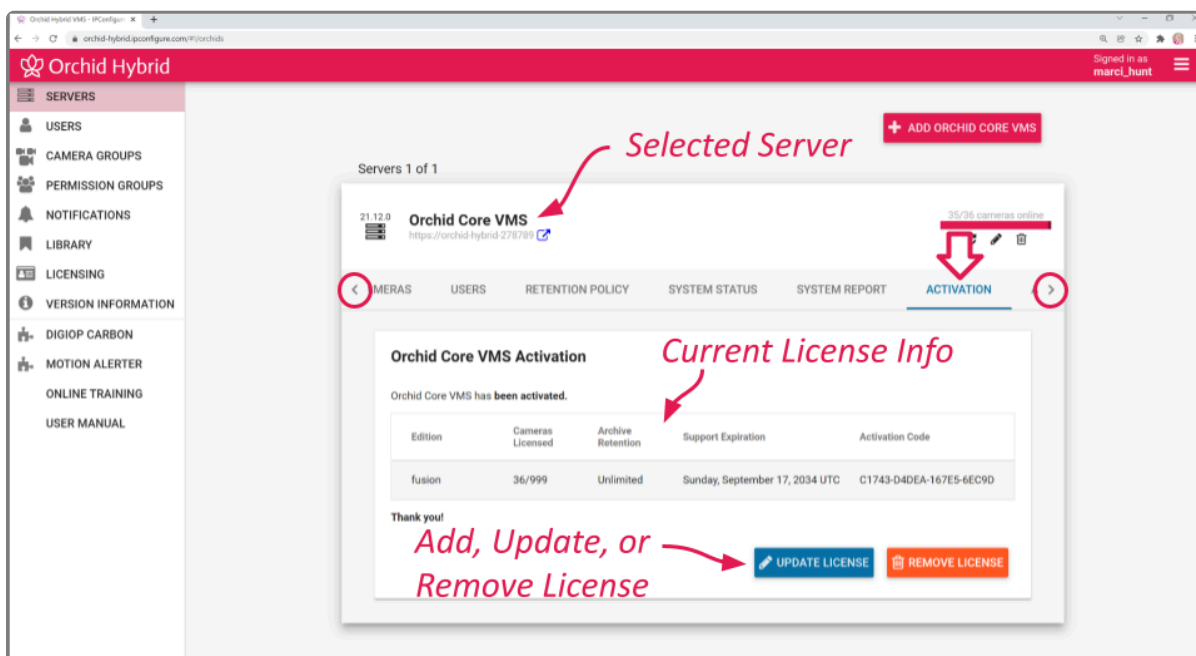 Orchid Hybrid VMS - IPConfigur
orchid-hybrid.ipconfigure.com/#!/orchids
Orchid Hybrid
Signed in as
marci_hunt
SERVERS
USERS
CAMERA GROUPS
PERMISSION GROUPS
NOTIFICATIONS
LIBRARY
LICENSING
VERSION INFORMATION
DIGIOP CARBON
MOTION ALERTER
ONLINE TRAINING
USER MANUAL
ADD ORCHID CORE VMS
Selected Server
Servers 1 of 1
21.12.0
Orchid Core VMS
https://orchid-hybrid-278789
35/36 cameras online
MERAS USERS RETENTION POLICY SYSTEM STATUS SYSTEM REPORT ACTIVATION
Orchid Core VMS Activation
Current License Info
Orchid Core VMS has been activated.
Edition Cameras Licensed Archive Retention Support Expiration Activation Code
fusion 36/999 Unlimited Sunday, September 17, 2034 UTC C1743-D4DEA-167E5-6EC9D
Thank you!
Add, Update, or
Remove License
UPDATE LICENSE REMOVE LICENSE